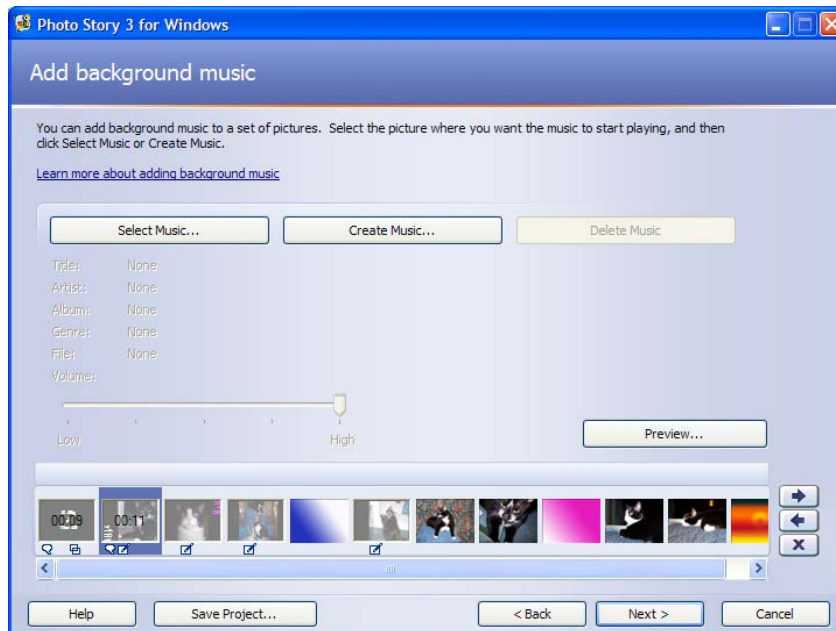 Photo Story 3 for Windows
Add background music
You can add background music to a set of pictures. Select the picture where you want the music to start playing, and then
click Select Music or Create Music.
Learn more about adding background music
Select Music...
Create Music...
Delete Music
Title: None
Artist: None
Album: None
Genre: None
File: None
Volume:
Low High
Preview...
00:09 00:11
Help
Save Project...
< Back
Next >
Cancel